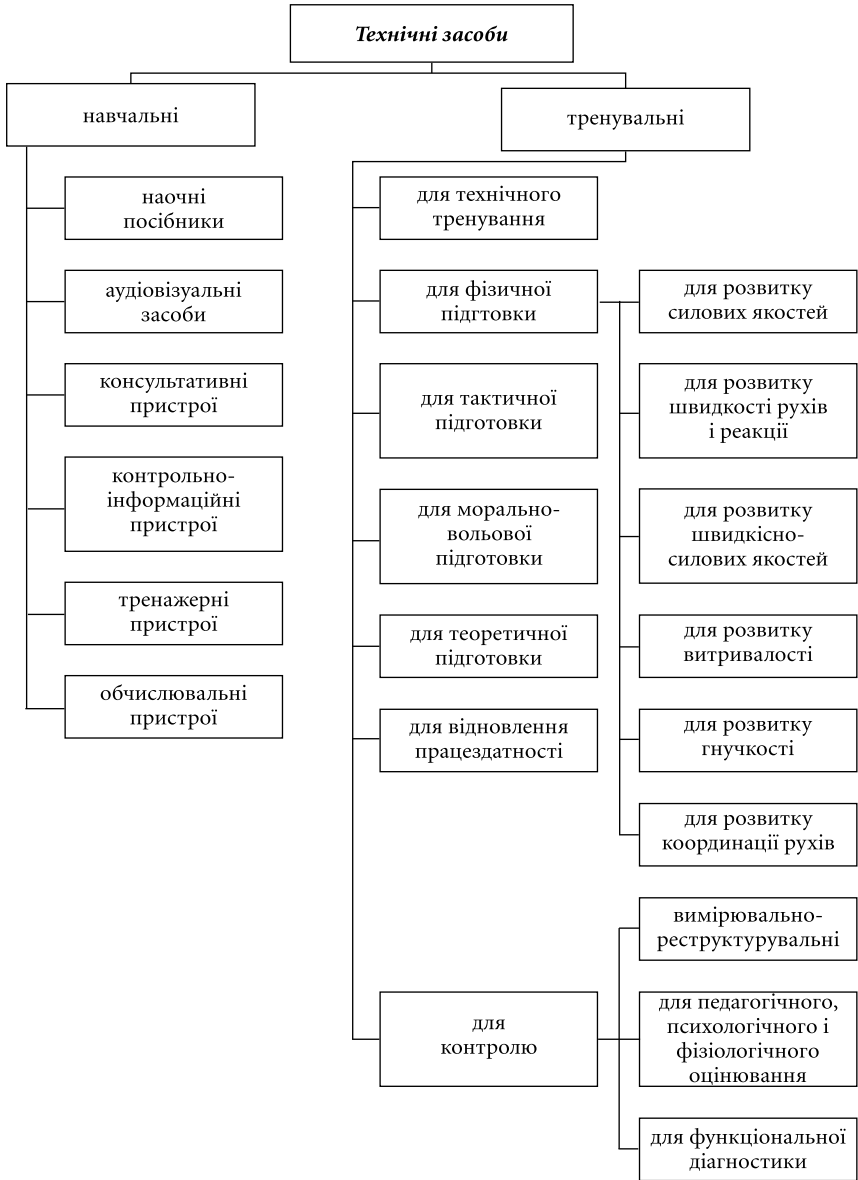 Технічні засоби
навчальні
тренувальні
наочні
посібники
аудіовізуальні
засоби
консультативні
пристрої
контрольно-
інформаційні
пристрої
тренажерні
пристрої
обчислювальні
пристрої
для технічного
тренування
для фізичної
підгтовки
для тактичної
підготовки
для морально-
вольової
підготовки
для теоретичної
підготовки
для відновлення
працездатності
для
контролю
для розвитку
силових якостей
для розвитку
швидкості рухів
і реакції
для розвитку
швидкісно-
силових якостей
для розвитку
витривалості
для розвитку
гнучкості
для розвитку
координації рухів
вимірювально-
реструктурувальні
для педагогічного,
психологічного і
фізіологічного
оцінювання
для функціональної
діагностики